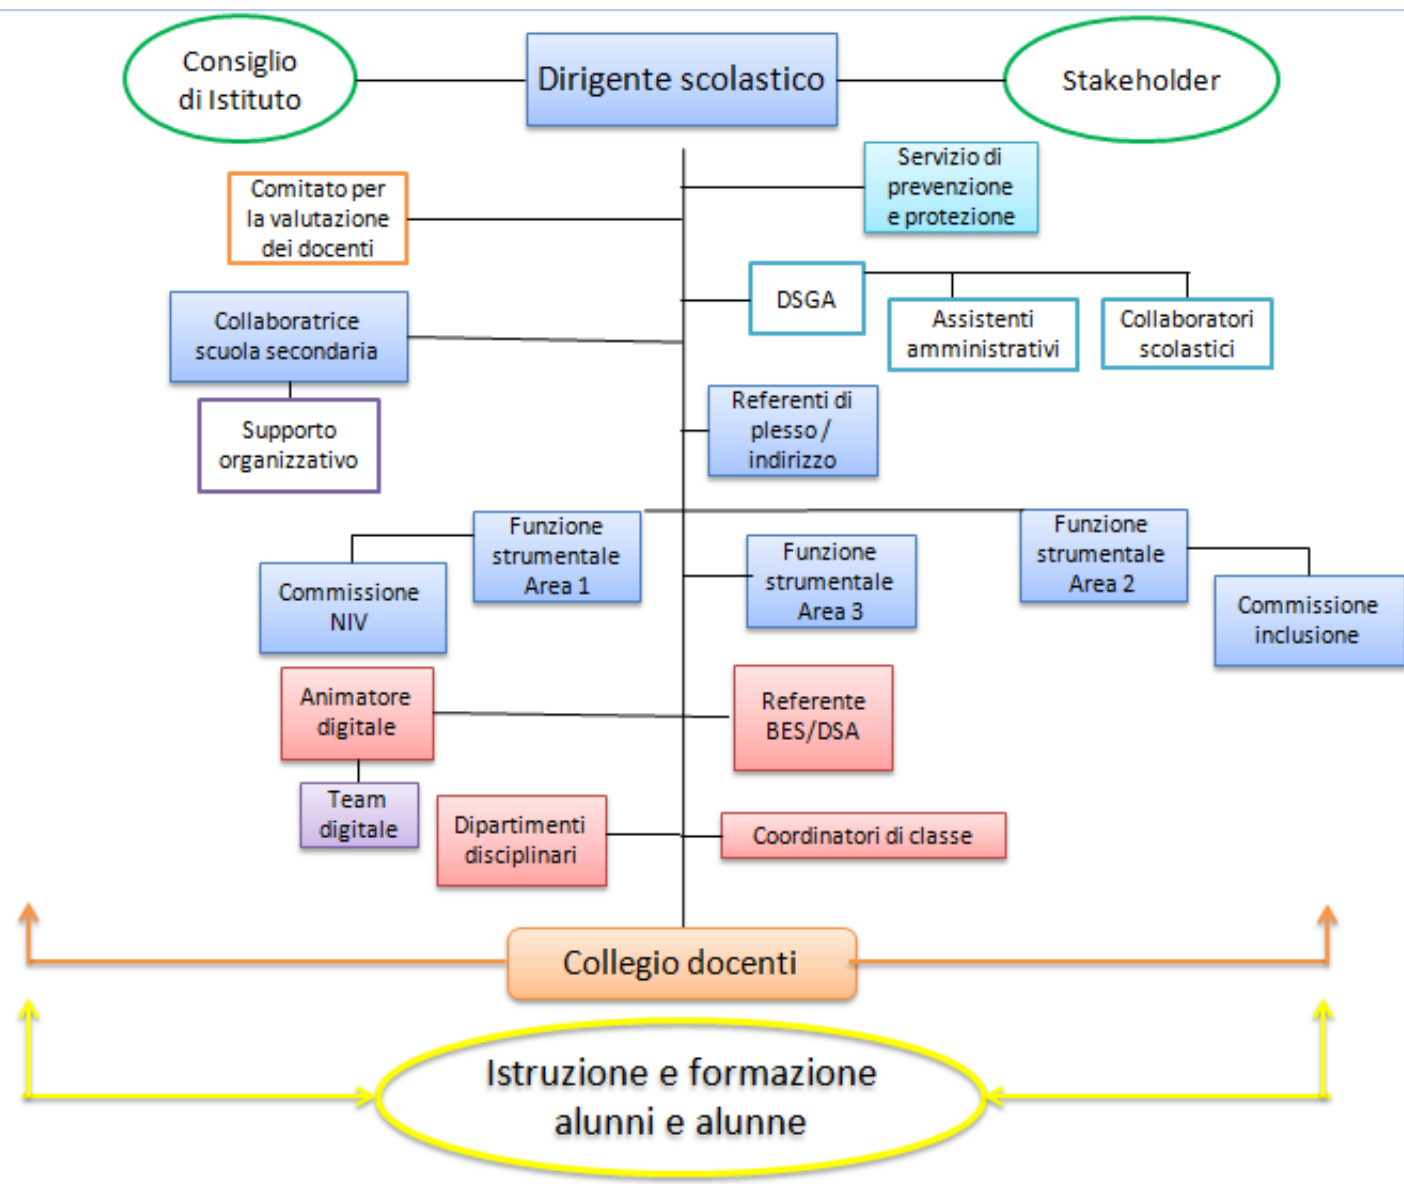 Consiglio
di Istituto
Dirigente scolastico
Stakeholder
Servizio di
prevenzione
e protezione
Comitato per
la valutazione
dei docenti
DSGA
Assistenti
amministrativi
Collaboratori
scolastici
Collaboratrice
scuola secondaria
Supporto
organizzativo
Referenti di
plesso /
indirizzo
Funzione
strumentale
Area 1
Funzione
strumentale
Area 3
Funzione
strumentale
Area 2
Commissione
NIV
Commissione
inclusione
Animatore
digitale
Referente
BES/DSA
Team
digitale
Dipartimenti
disciplinari
Coordinatori di classe
Collegio docenti
Istruzione e formazione
alunni e alunne